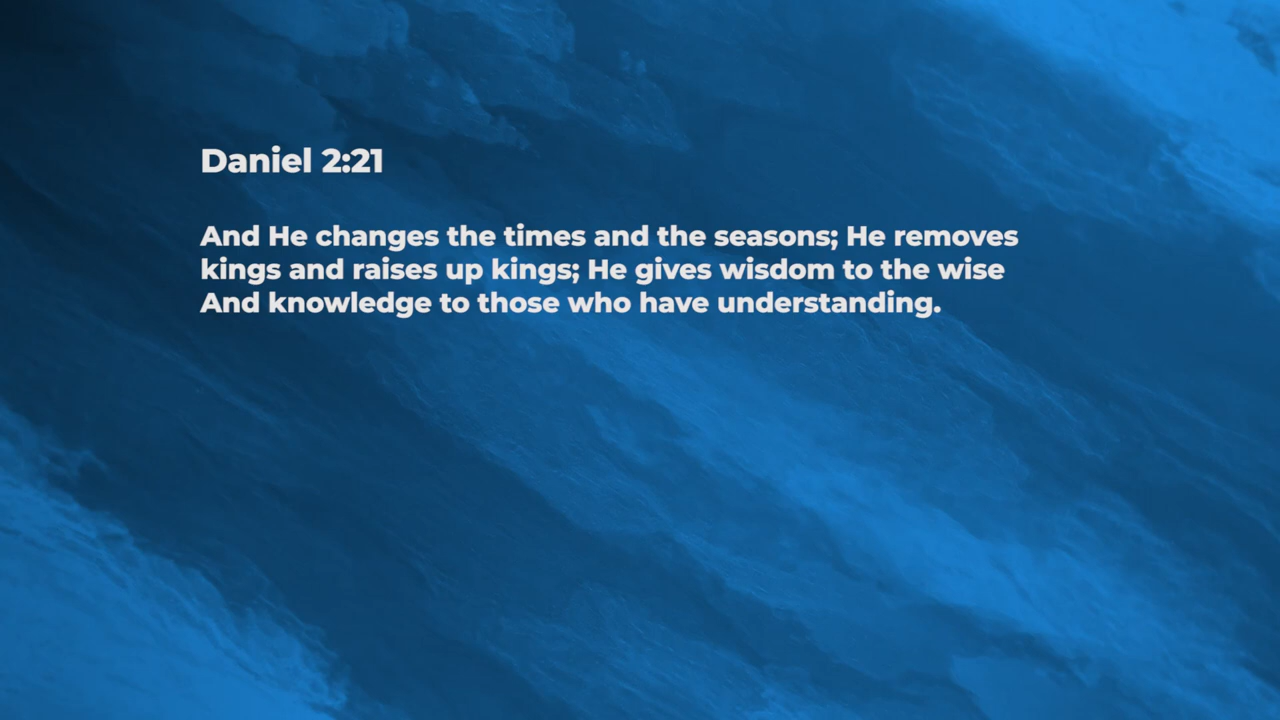 Daniel 2:21
And He changes the times and the seasons; He removes
kings and raises up kings; He gives wisdom to the wise
And knowledge to those who have understanding.